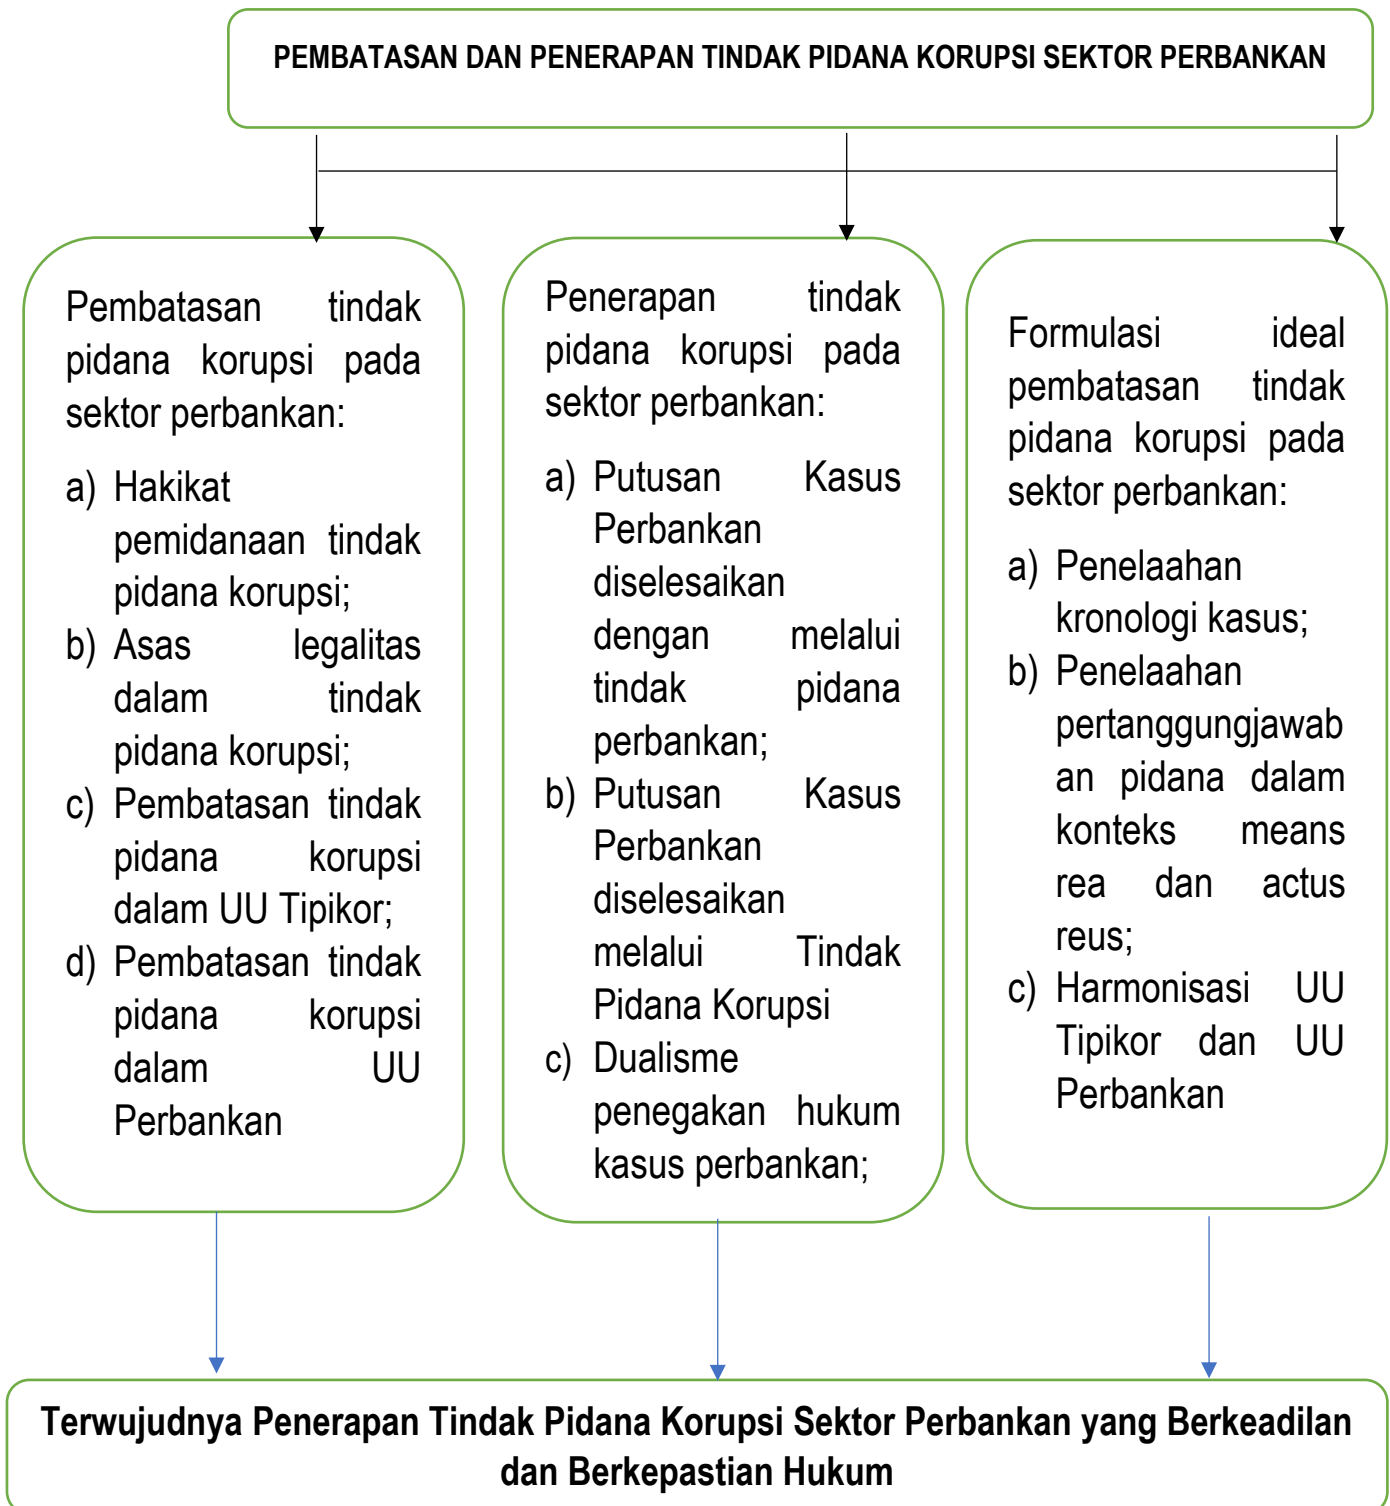 PEMBATASAN DAN PENERAPAN TINDAK PIDANA KORUPSI SEKTOR PERBANKAN
Pembatasan tindak
pidana korupsi pada
sektor perbankan:
a) Hakikat
pemidanaan tindak
pidana korupsi;
b) Asas legalitas
dalam tindak
pidana korupsi;
c) Pembatasan tindak
pidana korupsi
dalam UU Tipikor;
d) Pembatasan tindak
pidana korupsi
dalam UU
Perbankan
Penerapan tindak
pidana korupsi pada
sektor perbankan:
a) Putusan Kasus
Perbankan
diselesaikan
dengan melalui
tindak pidana
perbankan;
b) Putusan Kasus
Perbankan
diselesaikan
melalui Tindak
Pidana Korupsi
c) Dualisme
penegakan hukum
kasus perbankan;
Formulasi ideal
pembatasan tindak
pidana korupsi pada
sektor perbankan:
a) Penelaahan
kronologi kasus;
b) Penelaahan
pertanggungjawab
an pidana dalam
konteks means
rea dan actus
reus;
c) Harmonisasi UU
Tipikor dan UU
Perbankan
Terwujudnya Penerapan Tindak Pidana Korupsi Sektor Perbankan yang Berkeadilan
dan Berkepastian Hukum